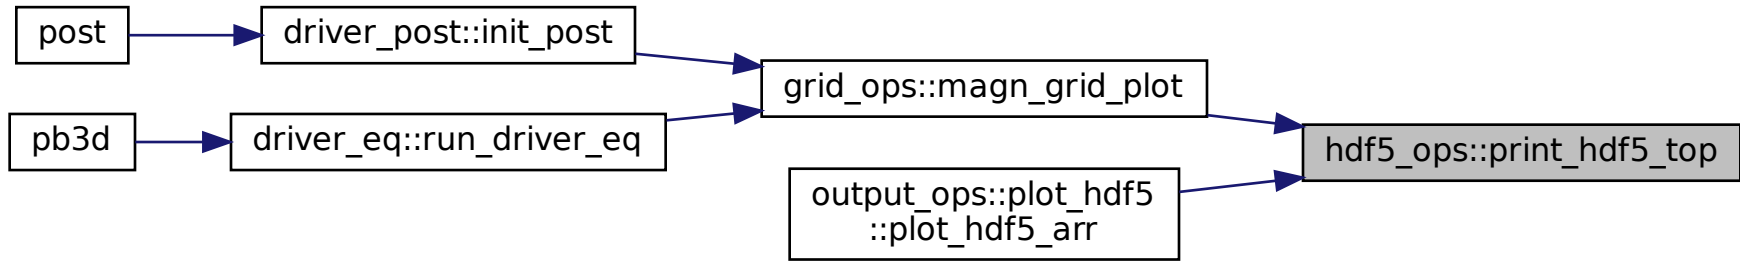 post
driver_post::init_post
grid_ops::magn_grid_plot
pb3d
driver_eq::run_driver_eq
hdf5_ops::print_hdf5_top
output_ops::plot_hdf5
::plot_hdf5_arr